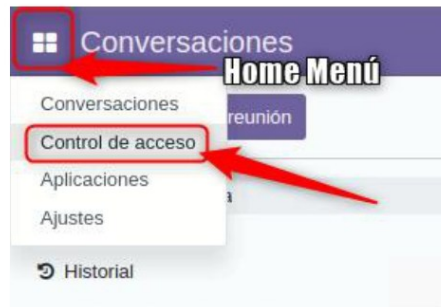 Conversaciones
Home Menú
Conversaciones
reunión
Control de acceso
Aplicaciones
Ajustes
Historial